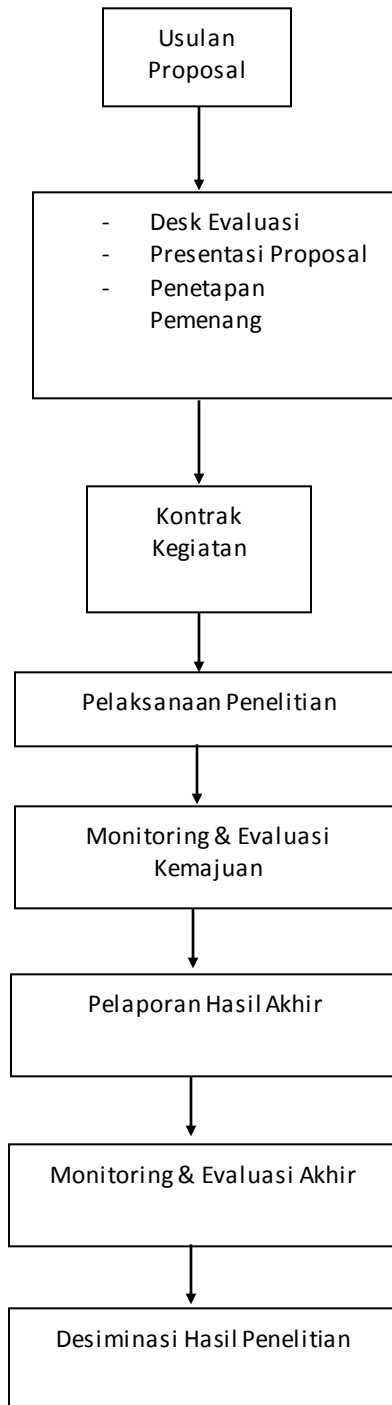 Usulan
Proposal
- Desk Evaluasi
- Presentasi Proposal
- Penetapan
Pemenang
Kontrak
Kegiatan
Pelaksanaan Penelitian
Monitoring & Evaluasi
Kemajuan
Pelaporan Hasil Akhir
Monitoring & Evaluasi Akhir
Desiminasi Hasil Penelitian